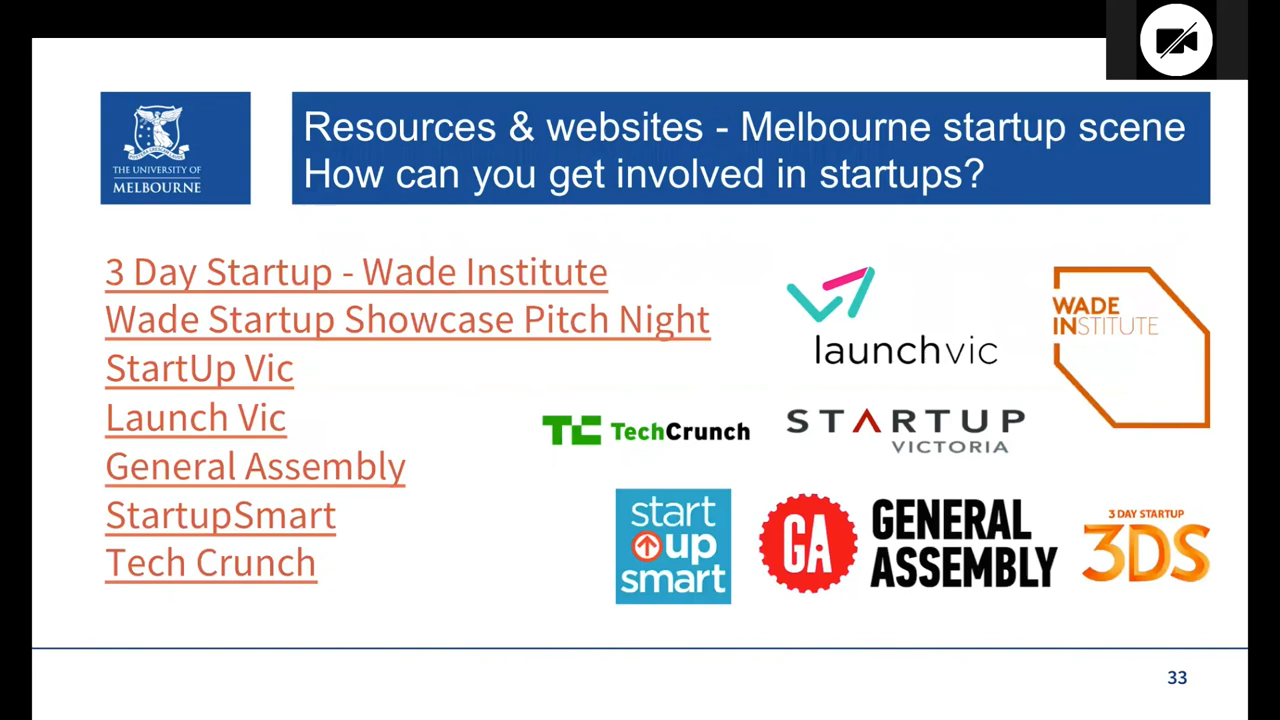 THE UNIVERSITY OF
MELBOURNE
Resources & websites - Melbourne startup scene
How can you get involved in startups?
3 Day Startup - Wade Institute
Wade Startup Showcase Pitch Night
StartUp Vic
Launch Vic
General Assembly
StartupSmart
Tech Crunch
launchvic
WADE
INSTITUTE
TC TechCrunch
STARTUP
VICTORIA
start
up
smart
GA
GENERAL
ASSEMBLY
3 DAY STARTUP
3DS
33